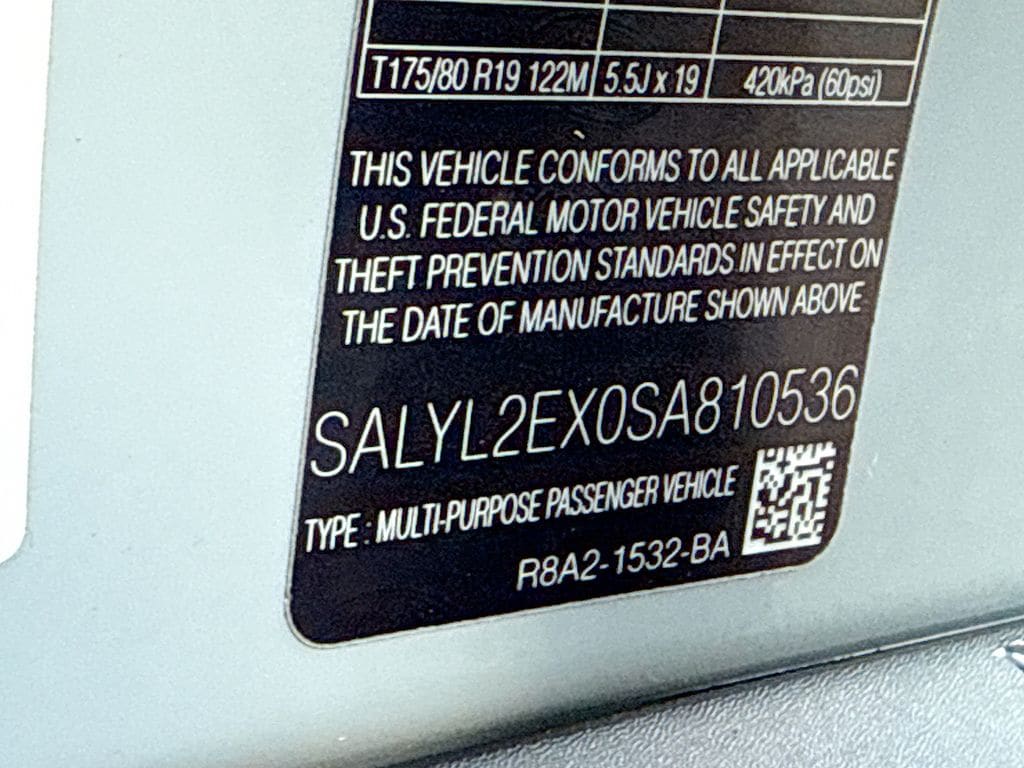 T175/80 R19 122M 5.5J x 19 420kPa (60psi)
THIS VEHICLE CONFORMS TO ALL APPLICABLE
U.S. FEDERAL MOTOR VEHICLE SAFETY AND
THEFT PREVENTION STANDARDS IN EFFECT ON
THE DATE OF MANUFACTURE SHOWN ABOVE
SALYL2EX0SA810536
TYPE : MULTI-PURPOSE PASSENGER VEHICLE
R8A2-1532-BA